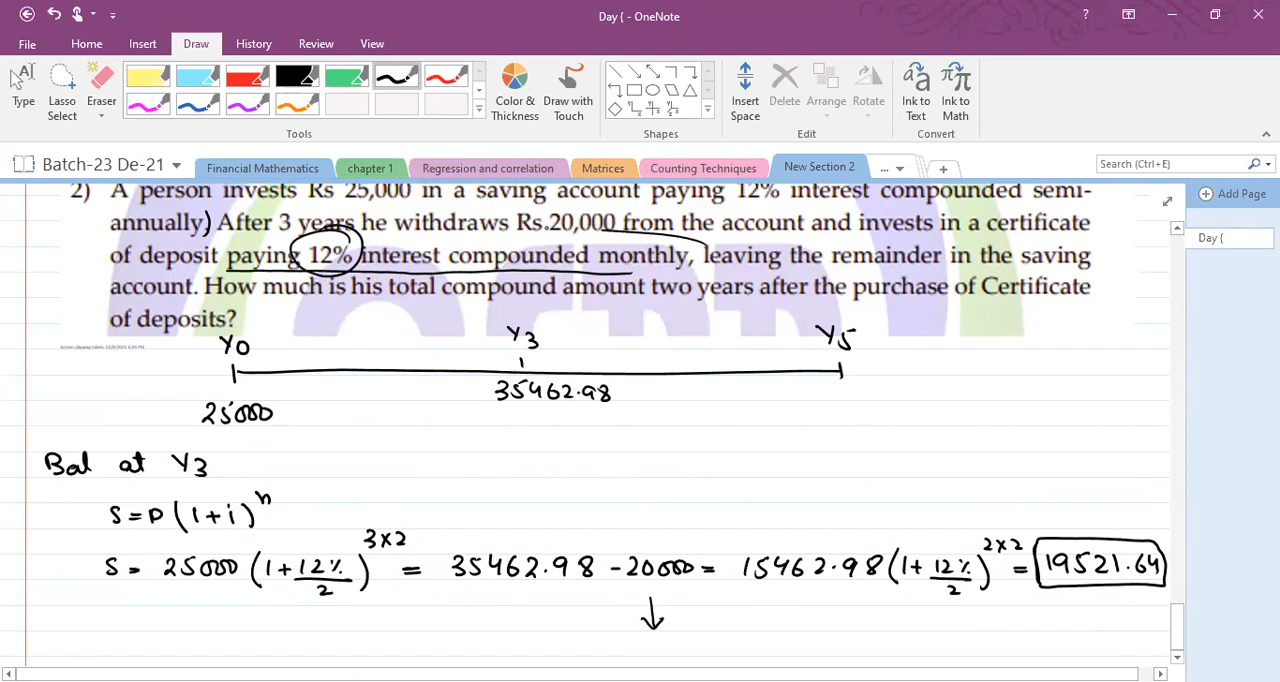 Day { - OneNote
File Home Insert Draw History Review View
Type Lasso Select Eraser Color & Thickness Draw with Touch Insert Space Delete Arrange Rotate Ink to Text Ink to Math
Tools Shapes Edit Convert
Batch-23 De-21 Financial Mathematics chapter 1 Regression and correlation Matrices Counting Techniques New Section 2 ... Search (Ctrl+E)
Add Page
Day {
2) A person invests Rs 25,000 in a saving account paying 12% interest compounded semi-
annually) After 3 years he withdraws Rs.20,000 from the account and invests in a certificate
of deposit paying 12% interest compounded monthly, leaving the remainder in the saving
account. How much is his total compound amount two years after the purchase of Certificate
of deposits?
Y0 Y3 Y5
35462.98
25000
Bal at Y3
S = P (1 + i)^n
S = 25000 (1 + 12%/2)^3×2 = 35462.98 - 20000 = 15462.98 (1 + 12%/2)^2×2 = 19521.64